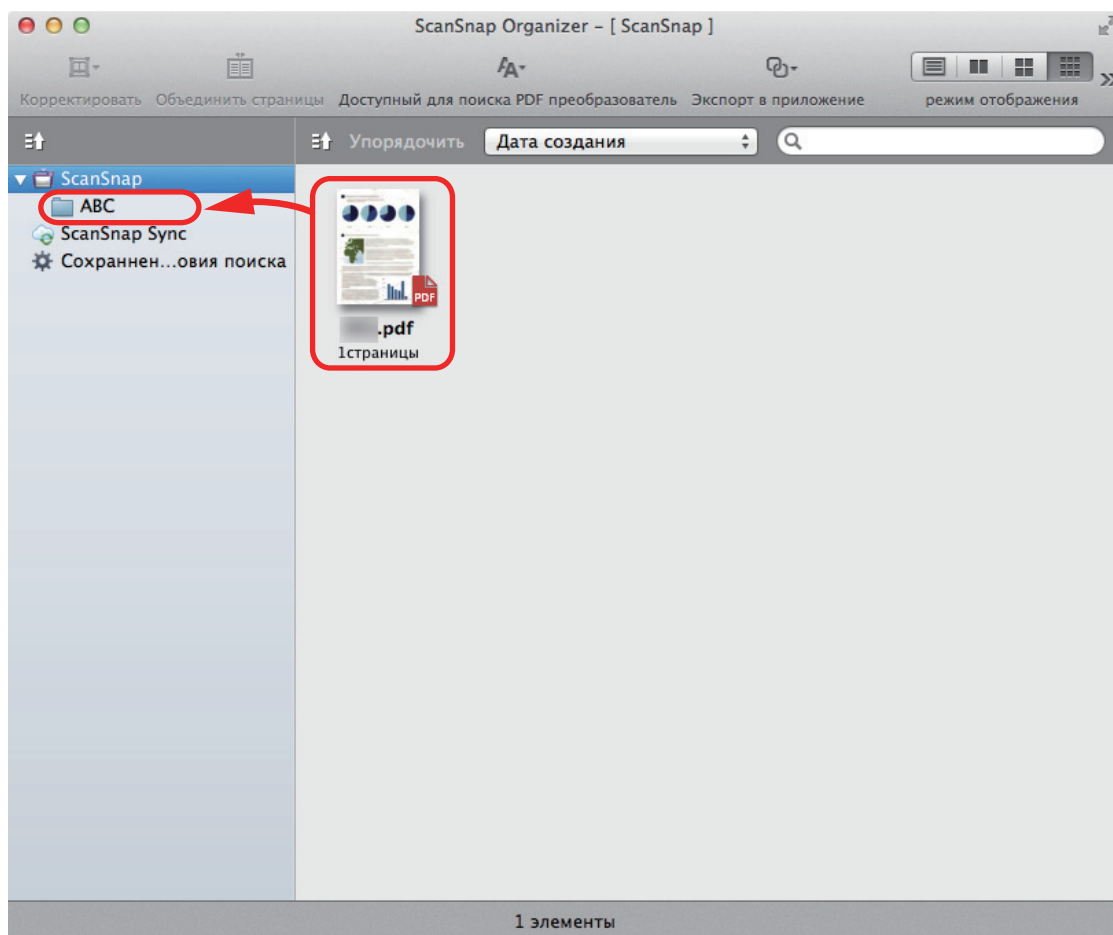 ScanSnap Organizer – [ ScanSnap ]
Корректировать Объединить страницы Доступный для поиска PDF преобразователь Экспорт в приложение режим отображения
Упорядочить Дата создания
ScanSnap
ABC
ScanSnap Sync
Сохраннен...овия поиска
PDF
.pdf
1страницы
1 элементы